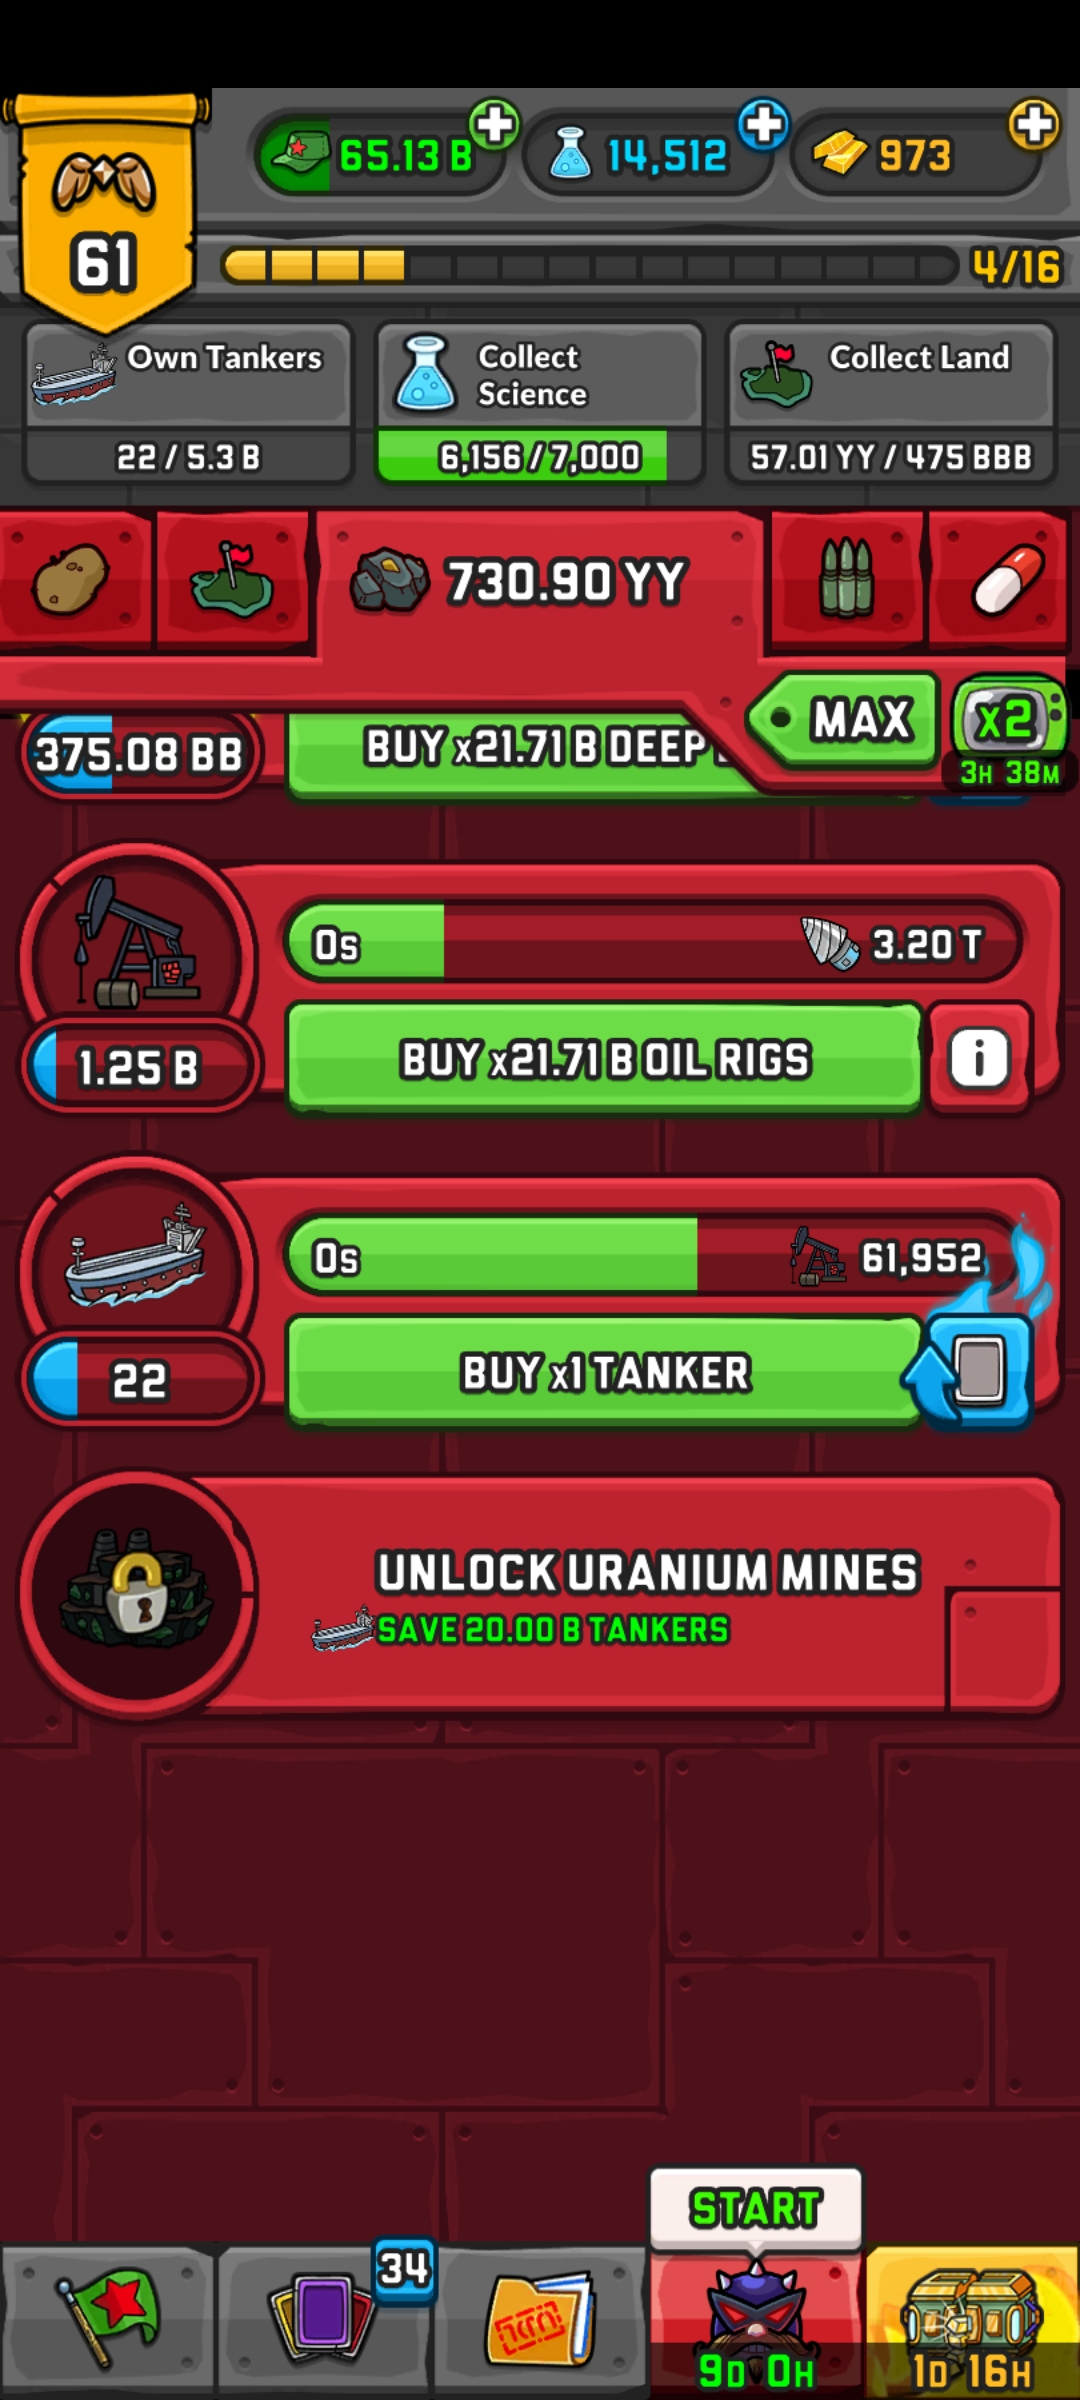 65.13 B
14,512
973
61
4/16
Own Tankers
22 / 5.3 B
Collect
Science
6,156 / 7,000
Collect Land
57.01 YY / 475 BBB
730.90 YY
MAX
x2
3H 38M
375.08 BB
BUY x21.71 B DEEP
0s
3.20 T
1.25 B
BUY x21.71 B OIL RIGS
i
0s
61,952
22
BUY x1 TANKER
UNLOCK URANIUM MINES
SAVE 20.00 B TANKERS
START
34
9D 0H
1D 16H